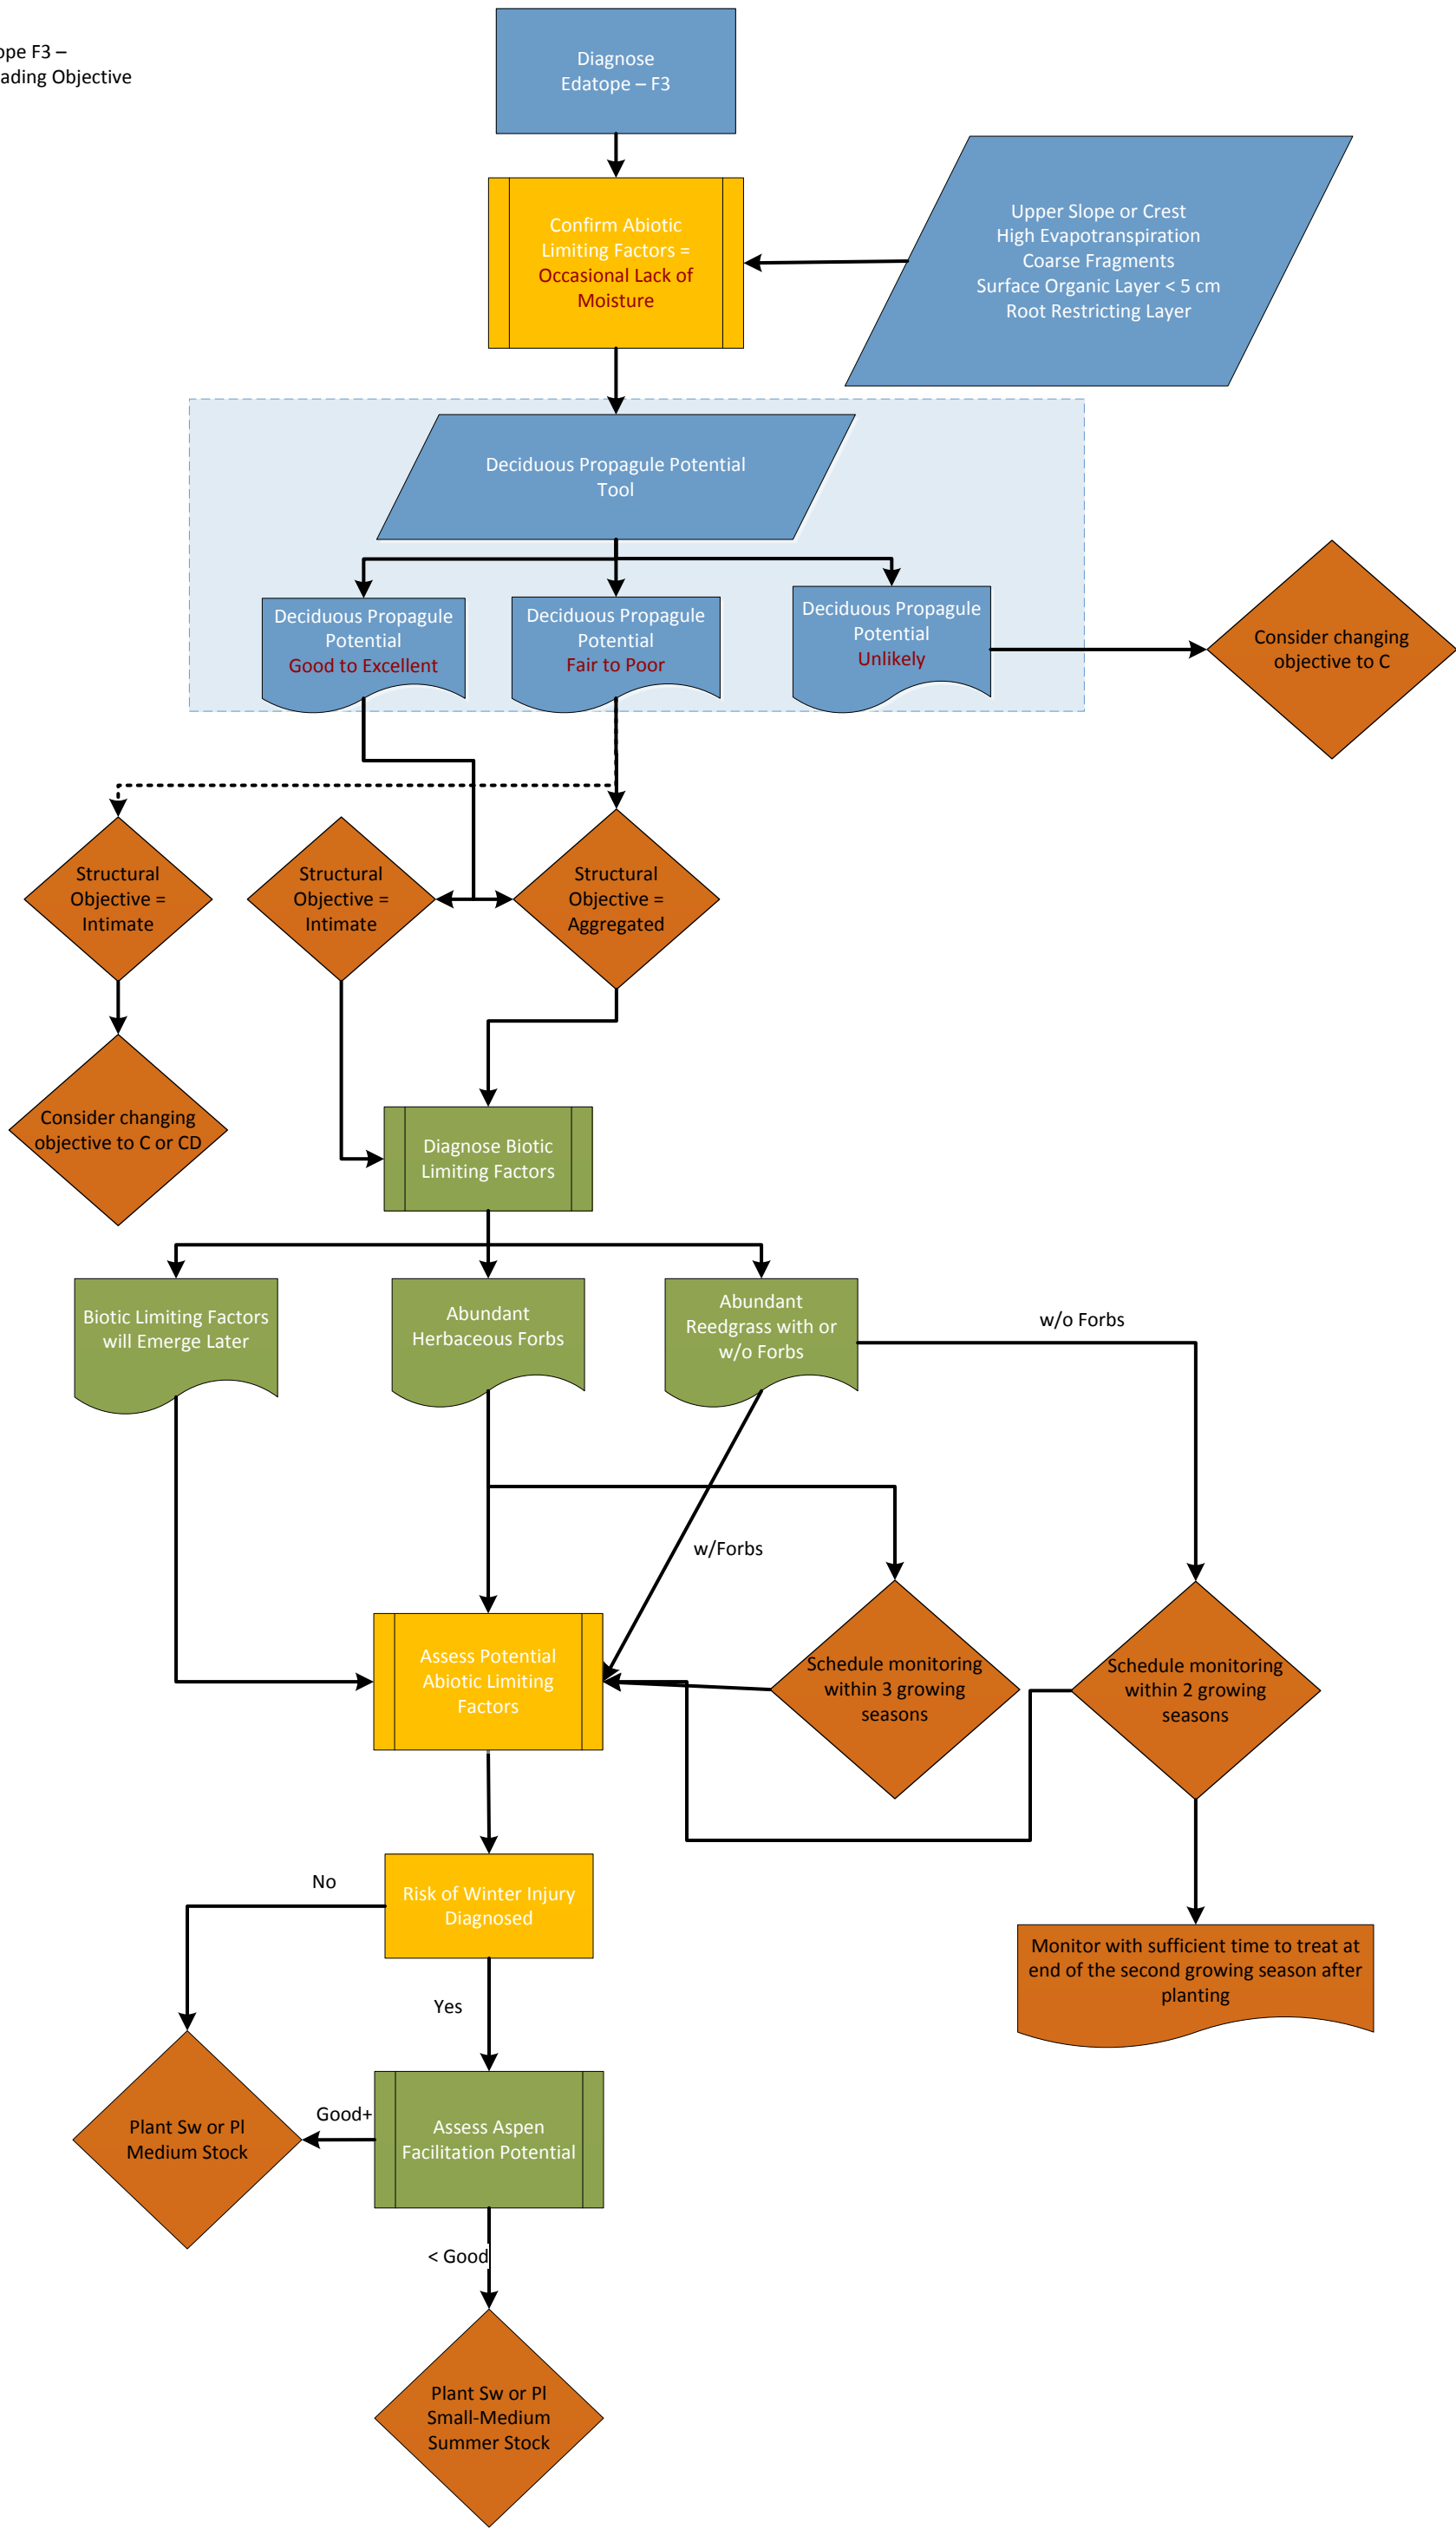 ope F3 –
ading Objective
Diagnose
Edatope – F3
Confirm Abiotic
Limiting Factors =
Occasional Lack of
Moisture
Upper Slope or Crest
High Evapotranspiration
Coarse Fragments
Surface Organic Layer < 5 cm
Root Restricting Layer
Deciduous Propagule Potential
Tool
Deciduous Propagule
Potential
Good to Excellent
Deciduous Propagule
Potential
Fair to Poor
Deciduous Propagule
Potential
Unlikely
Consider changing
objective to C
Structural
Objective =
Intimate
Structural
Objective =
Intimate
Structural
Objective =
Aggregated
Consider changing
objective to C or CD
Diagnose Biotic
Limiting Factors
Biotic Limiting Factors
will Emerge Later
Abundant
Herbaceous Forbs
Abundant
Reedgrass with or
w/o Forbs
w/o Forbs
w/Forbs
Assess Potential
Abiotic Limiting
Factors
Schedule monitoring
within 3 growing
seasons
Schedule monitoring
within 2 growing
seasons
No
Risk of Winter Injury
Diagnosed
Monitor with sufficient time to treat at
end of the second growing season after
planting
Yes
Plant Sw or Pl
Medium Stock
Good+
Assess Aspen
Facilitation Potential
< Good
Plant Sw or Pl
Small-Medium
Summer Stock